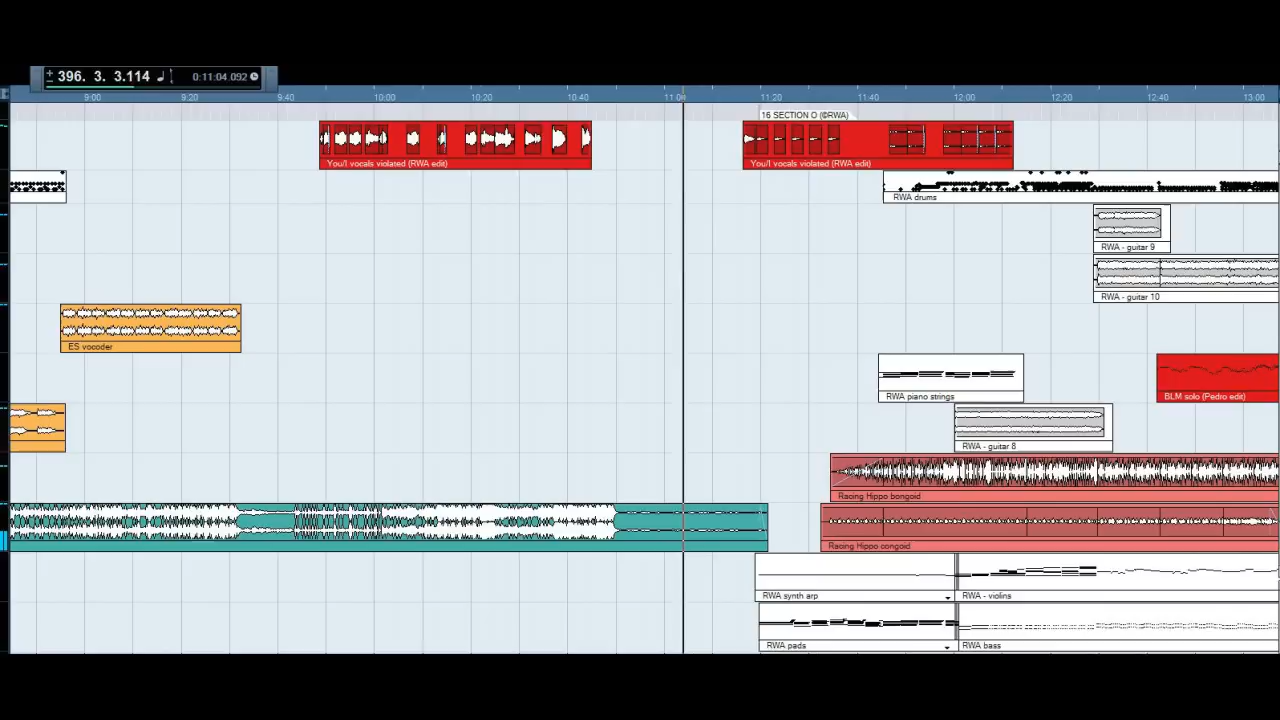 396. 3. 3.114
0:11:04.092
9:00 9:20 9:40 10:00 10:20 10:40 11:00 11:20 11:40 12:00 12:20 12:40 13:00
16 SECTION O (©RWA)
You/I vocals violated (RWA edit)
You/I vocals violated (RWA edit)
RWA drums
RWA - guitar 9
RWA - guitar 10
ES vocoder
RWA piano strings
BLM solo (Pedro edit)
RWA - guitar 8
Racing Hippo bongoid
Racing Hippo congoid
RWA synth arp
RWA - violins
RWA pads
RWA bass